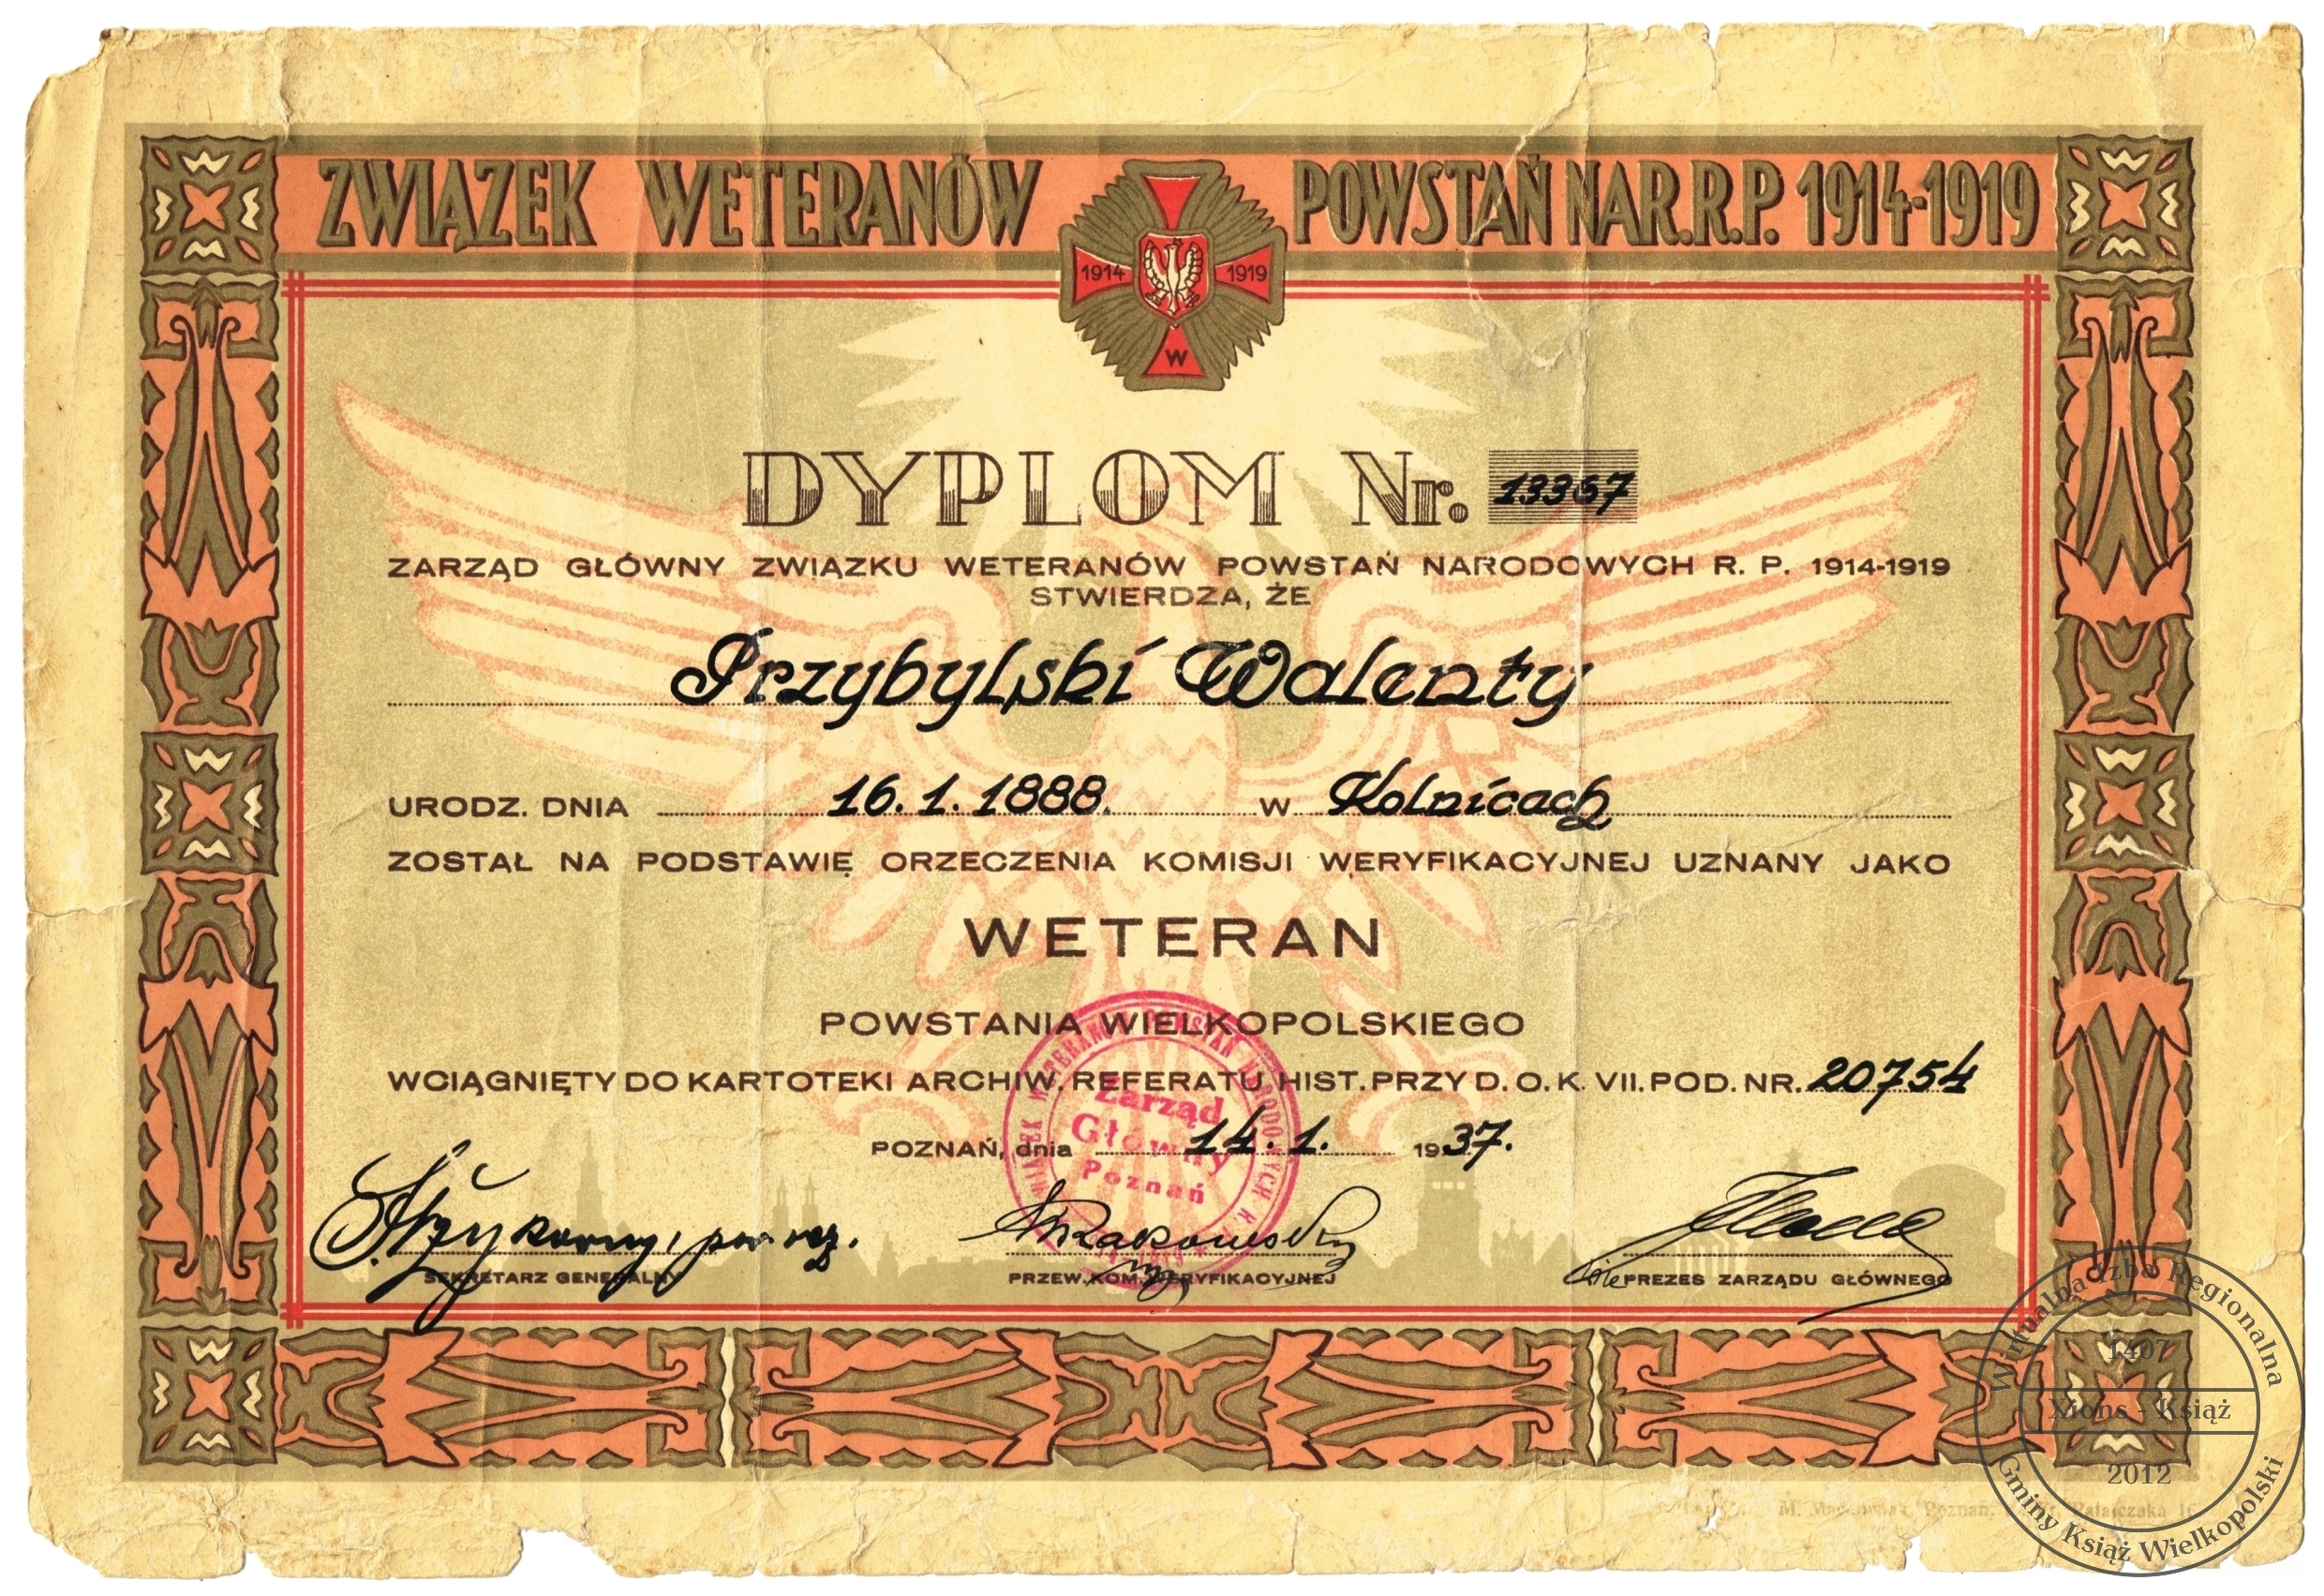 ZWIĄZEK WETERANÓW POWSTAŃ NAR. R. P. 1914-1919
1914 1919
W
DYPLOM Nr. 13367
ZARZĄD GŁÓWNY ZWIĄZKU WETERANÓW POWSTAŃ NARODOWYCH R. P. 1914-1919
STWIERDZA, ŻE
Przybylski Walenty
URODZ. DNIA 16. 1. 1888. W Kolnicach
ZOSTAŁ NA PODSTAWIE ORZECZENIA KOMISJI WERYFIKACYJNEJ UZNANY JAKO
WETERAN
POWSTANIA WIELKOPOLSKIEGO
WCIĄGNIĘTY DO KARTOTEKI ARCHIW. REFERATU HIST. PRZY D. O. K. VII. POD. NR. 20754
POZNAŃ, dnia 14. 1. 1937.
Zarząd
Główny
Poznań
SEKRETARZ GENERALNY
PRZEW. KOM. WERYFIKACYJNEJ
PREZES ZARZĄDU GŁÓWNEGO
Wirtualna Izba Regionalna
1407
Xions - Książ
2012
Gminy Książ Wielkopolski